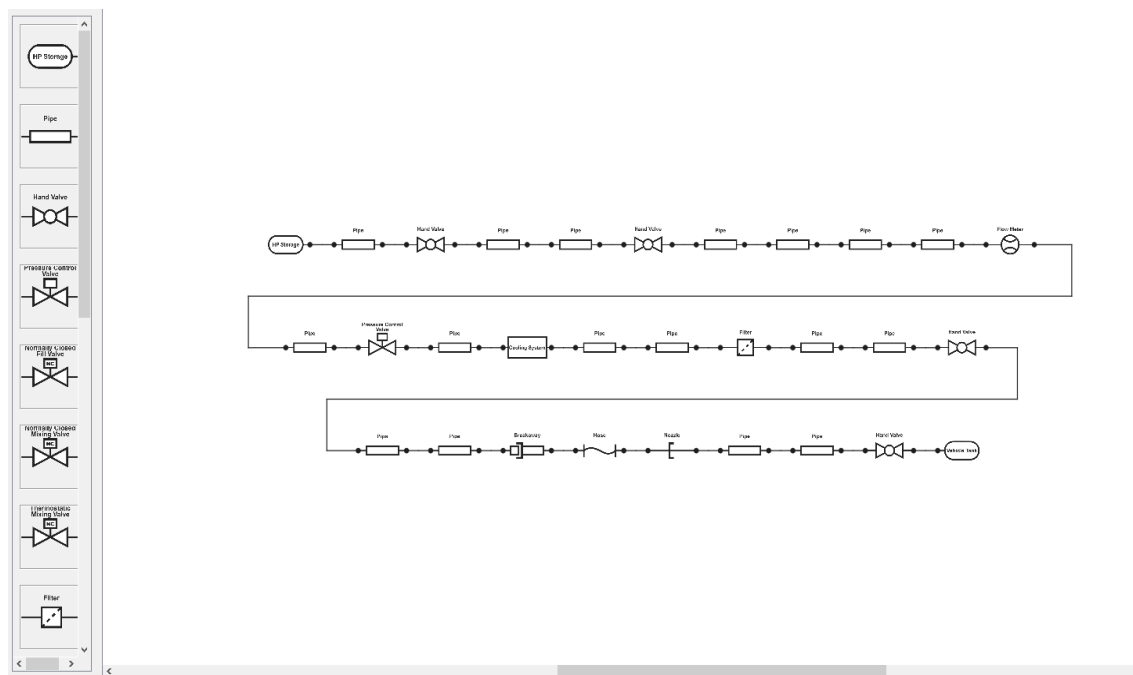 HP Storage
Pipe
Hand Valve
Pressure Control
Valve
Normally Closed
Fill Valve
NC
Normally Closed
Mixing Valve
NC
Thermostatic
Mixing Valve
NC
Filter
HP Storage
Pipe
Hand Valve
Pipe
Pipe
Hand Valve
Pipe
Pipe
Pipe
Pipe
Flow Meter
Pipe
Pressure Control
Valve
Pipe
Cooling System
Pipe
Pipe
Filter
Pipe
Pipe
Hand Valve
Pipe
Pipe
Breakaway
Hose
Nozzle
Pipe
Pipe
Hand Valve
Vehicle Tank